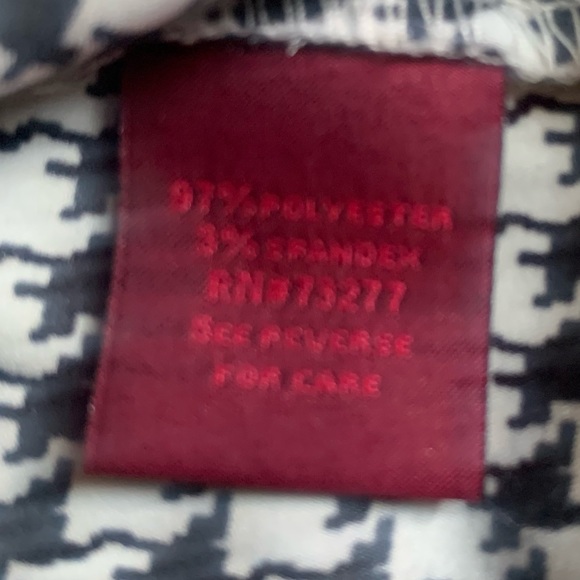 97% POLYESTER
3% SPANDEX
RN#73277
SEE REVERSE
FOR CARE